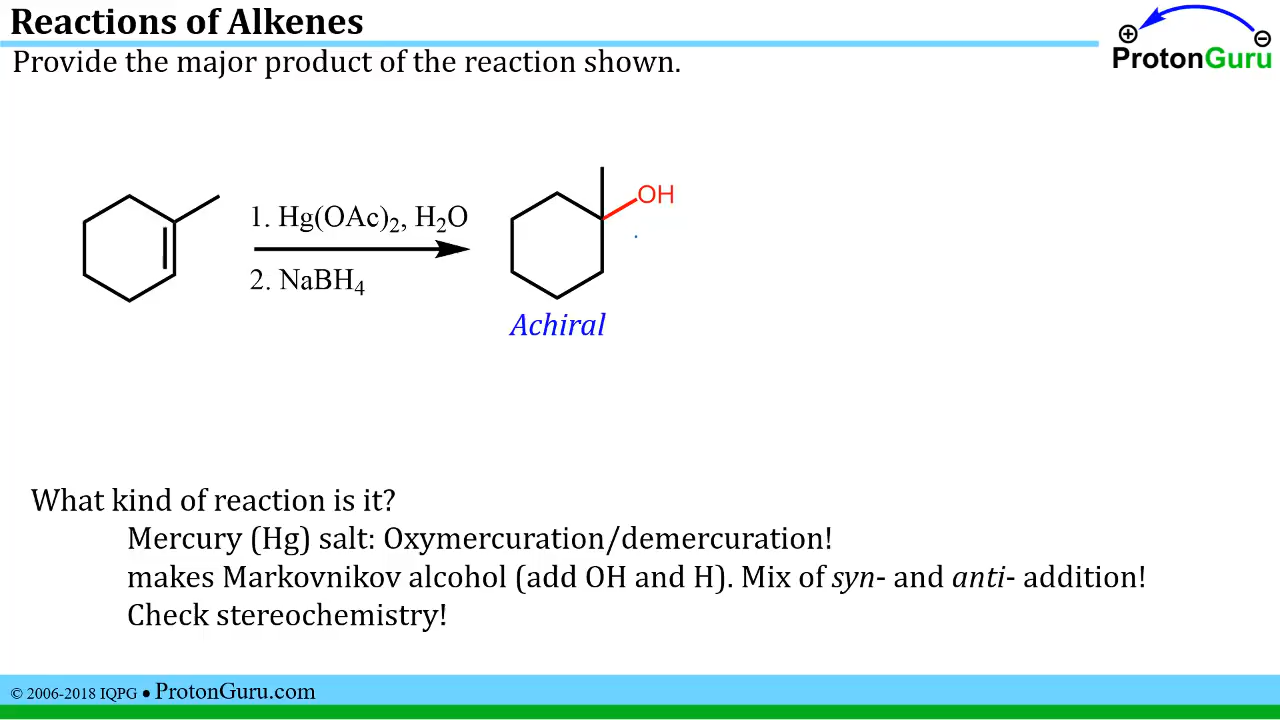 Reactions of Alkenes
Provide the major product of the reaction shown.
⊕ ⊖
ProtonGuru
1. Hg(OAc)₂, H₂O
2. NaBH₄
OH
Achiral
What kind of reaction is it?
Mercury (Hg) salt: Oxymercuration/demercuration!
makes Markovnikov alcohol (add OH and H). Mix of syn- and anti- addition!
Check stereochemistry!
© 2006-2018 IQPG ● ProtonGuru.com